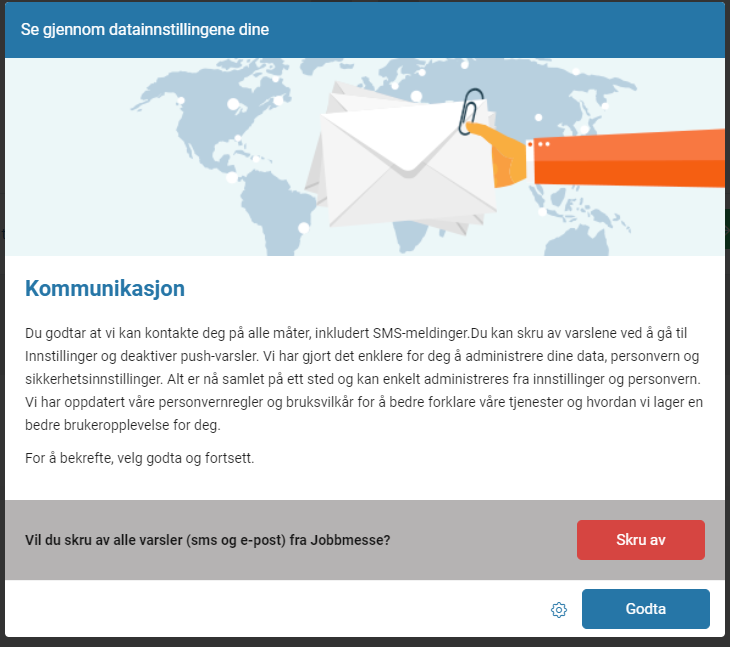 Se gjennom datainnstillingene dine
Kommunikasjon
Du godtar at vi kan kontakte deg på alle måter, inkludert SMS-meldinger.Du kan skru av varslene ved å gå til
Innstillinger og deaktiver push-varsler. Vi har gjort det enklere for deg å administrere dine data, personvern og
sikkerhetsinnstillinger. Alt er nå samlet på ett sted og kan enkelt administreres fra innstillinger og personvern.
Vi har oppdatert våre personvernregler og bruksvilkår for å bedre forklare våre tjenester og hvordan vi lager en
bedre brukeropplevelse for deg.
For å bekrefte, velg godta og fortsett.
Vil du skru av alle varsler (sms og e-post) fra Jobbmesse?
Skru av
Godta